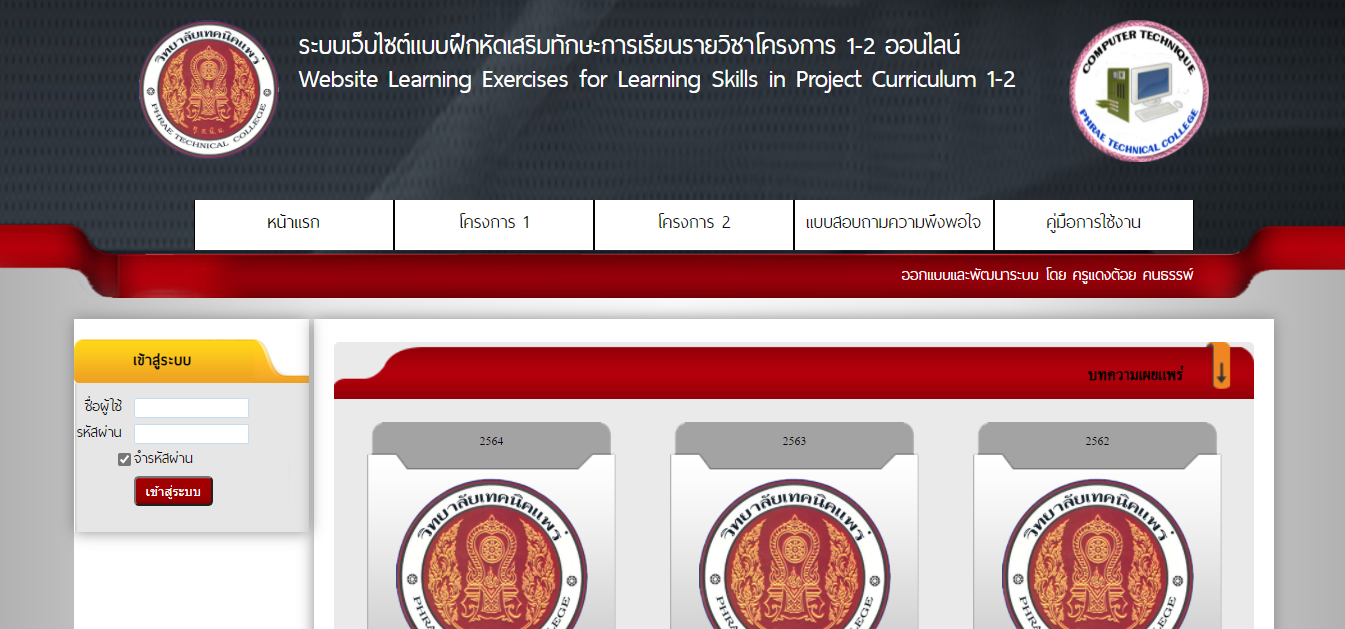 วิทยาลัยเทคนิคแพร่
PHRAE TECHNICAL COLLEGE
ระบบเว็บไซต์แบบฝึกหัดเสริมทักษะการเรียนรายวิชาโครงการ 1-2 ออนไลน์
Website Learning Exercises for Learning Skills in Project Curriculum 1-2
COMPUTER TECHNIQUE
PHRAE TECHNICAL COLLEGE
หน้าแรก
โครงการ 1
โครงการ 2
แบบสอบถามความพึงพอใจ
คู่มือการใช้งาน
ออกแบบและพัฒนาระบบ โดย ครูแดงต้อย คนธรรพ์
เข้าสู่ระบบ
ชื่อผู้ใช้
รหัสผ่าน
จำรหัสผ่าน
เข้าสู่ระบบ
บทความเผยแพร่
2564
2563
2562
วิทยาลัยเทคนิคแพร่
วิทยาลัยเทคนิคแพร่
วิทยาลัยเทคนิคแพร่